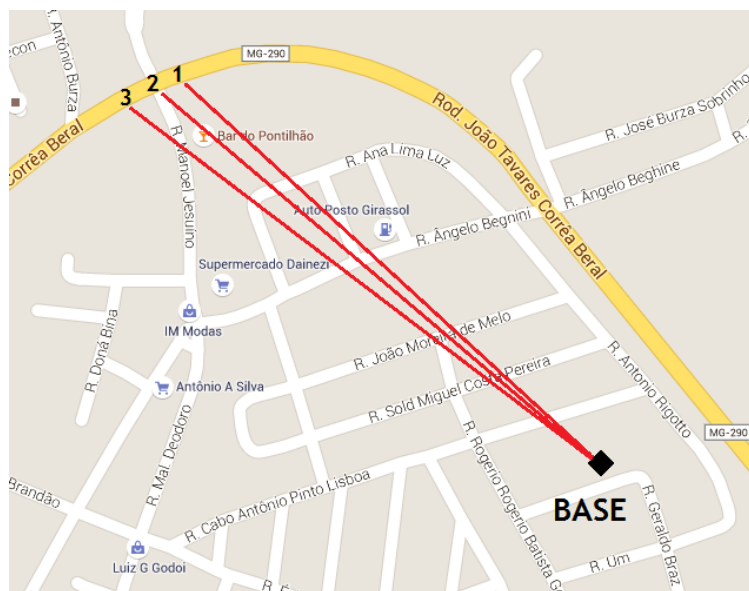 MG-290
1
2
3
con
R. Antônio Burza
Corrêa Beral
R. Manoel Jesuíno
Bar do Pontilhão
Rod. João Tavares Corrêa Beral
R. José Burza Sobrinho
R. Ana Lima Luz
R. Ângelo Beghine
Auto Posto Girassol
R. Ângelo Begnini
Supermercado Dainezi
IM Modas
R. Doná Bina
R. João Moreira de Melo
R. Antonio Rigotto
Antônio A Silva
R. Sold Miguel Costa Pereira
MG-290
R. Mal. Deodoro
R. Cabo Antônio Pinto Lisboa
R. Rogerio Rogerio Batista G
Brandão
BASE
R. Geraldo Braz
Luiz G Godoi
R. Um